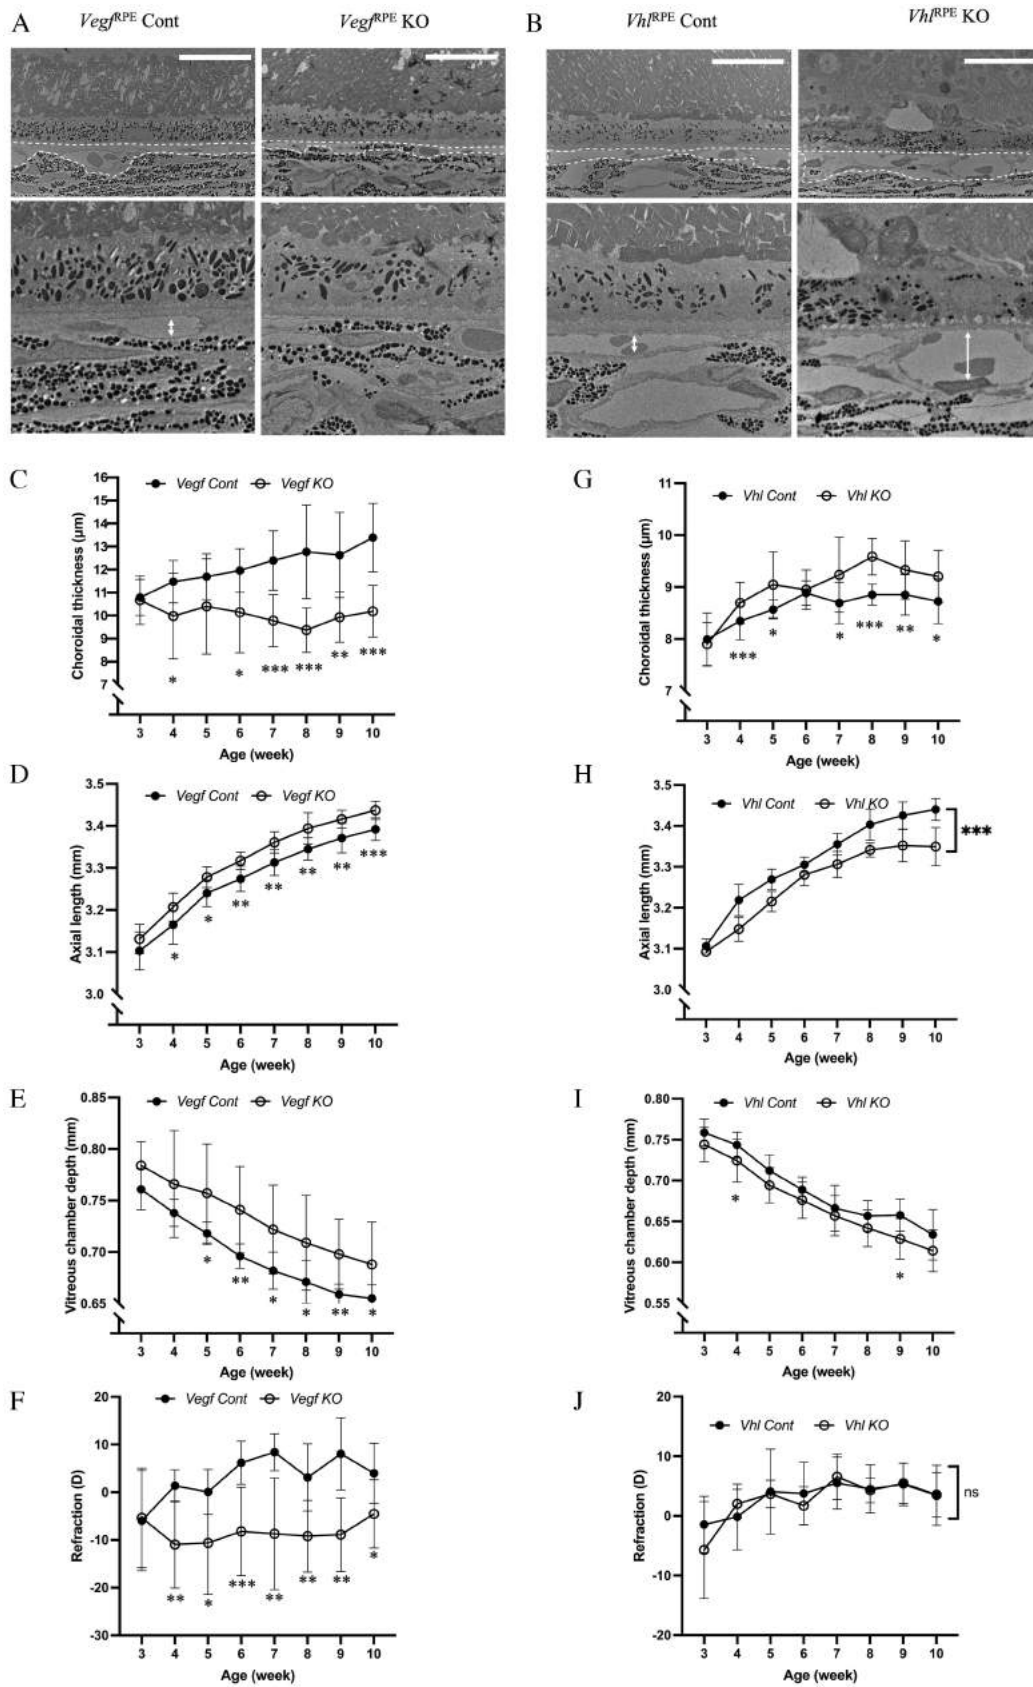 A
Vegf^RPE Cont
Vegf^RPE KO
B
Vhl^RPE Cont
Vhl^RPE KO
C
Vegf Cont
Vegf KO
Choroidal thickness (μm)
16
15
14
13
12
11
10
9
8
7
*
*
***
***
**
***
3 4 5 6 7 8 9 10
Age (week)
D
Vegf Cont
Vegf KO
Axial length (mm)
3.5
3.4
3.3
3.2
3.1
3.0
*
*
**
**
**
**
***
3 4 5 6 7 8 9 10
Age (week)
E
Vegf Cont
Vegf KO
Vitreous chamber depth (mm)
0.85
0.80
0.75
0.70
0.65
*
**
*
*
**
*
3 4 5 6 7 8 9 10
Age (week)
F
Vegf Cont
Vegf KO
Refraction (D)
20
10
0
-10
-20
-30
**
*
***
**
**
**
*
3 4 5 6 7 8 9 10
Age (week)
G
Vhl Cont
Vhl KO
Choroidal thickness (μm)
11
10
9
8
7
***
*
*
***
**
*
3 4 5 6 7 8 9 10
Age (week)
H
Vhl Cont
Vhl KO
Axial length (mm)
3.5
3.4
3.3
3.2
3.1
3.0
***
3 4 5 6 7 8 9 10
Age (week)
I
Vhl Cont
Vhl KO
Vitreous chamber depth (mm)
0.80
0.75
0.70
0.65
0.60
0.55
*
*
3 4 5 6 7 8 9 10
Age (week)
J
Vhl Cont
Vhl KO
Refraction (D)
20
10
0
-10
-20
ns
3 4 5 6 7 8 9 10
Age (week)